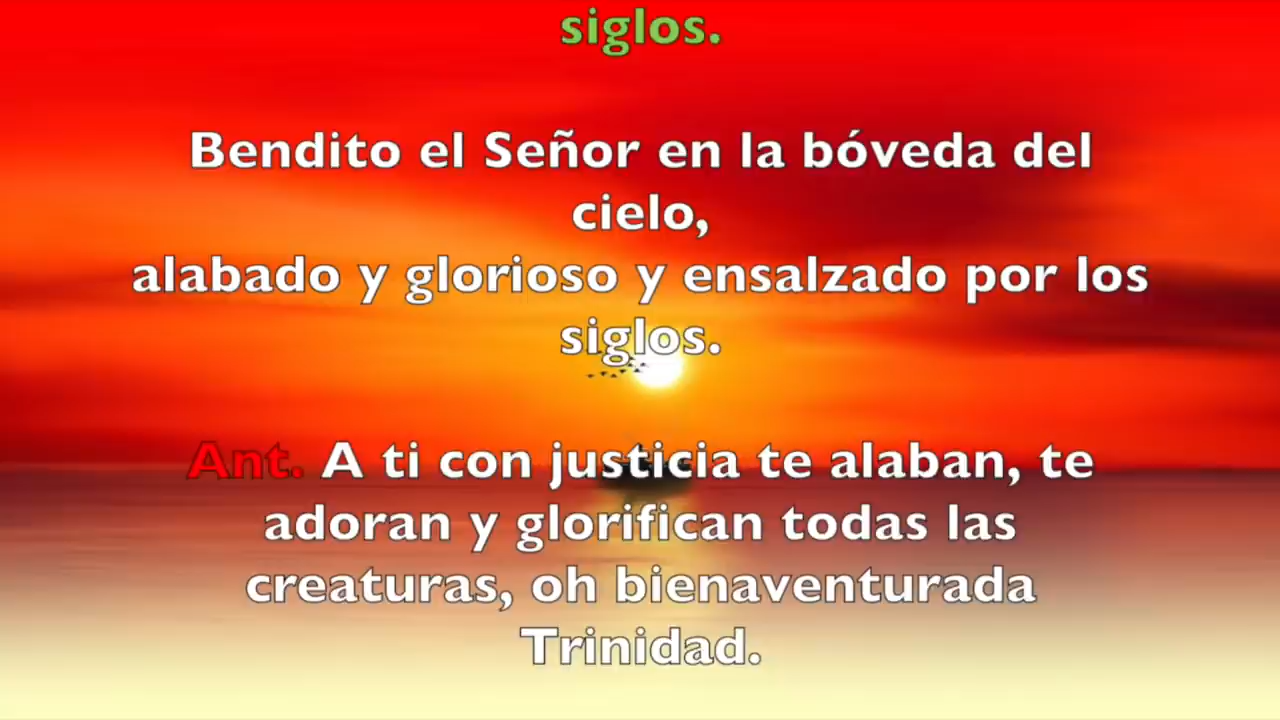 siglos.
Bendito el Señor en la bóveda del
cielo,
alabado y glorioso y ensalzado por los
siglos.
Ant. A ti con justicia te alaban, te
adoran y glorifican todas las
creaturas, oh bienaventurada
Trinidad.